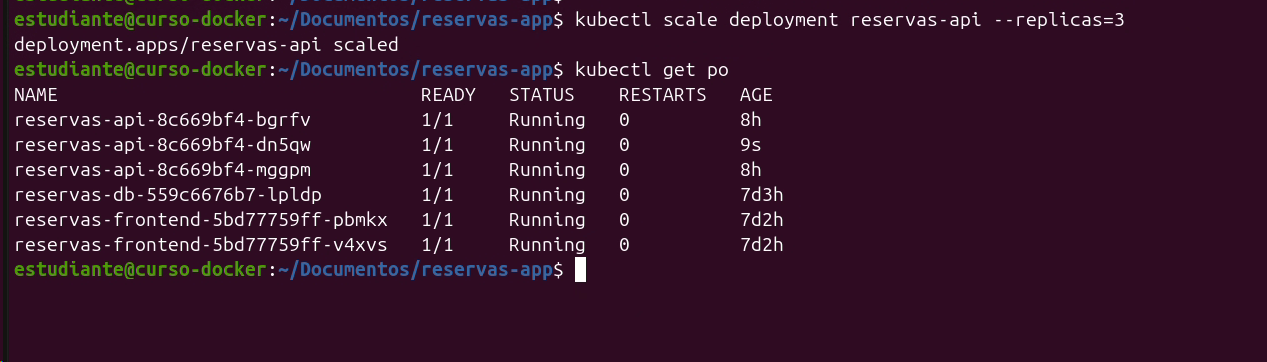 estudiante@curso-docker:~/Documentos/reservas-app$ kubectl scale deployment reservas-api --replicas=3
deployment.apps/reservas-api scaled
estudiante@curso-docker:~/Documentos/reservas-app$ kubectl get po
NAME READY STATUS RESTARTS AGE
reservas-api-8c669bf4-bgrfv 1/1 Running 0 8h
reservas-api-8c669bf4-dn5qw 1/1 Running 0 9s
reservas-api-8c669bf4-mggpm 1/1 Running 0 8h
reservas-db-559c6676b7-lpldp 1/1 Running 0 7d3h
reservas-frontend-5bd77759ff-pbmkx 1/1 Running 0 7d2h
reservas-frontend-5bd77759ff-v4xvs 1/1 Running 0 7d2h
estudiante@curso-docker:~/Documentos/reservas-app$